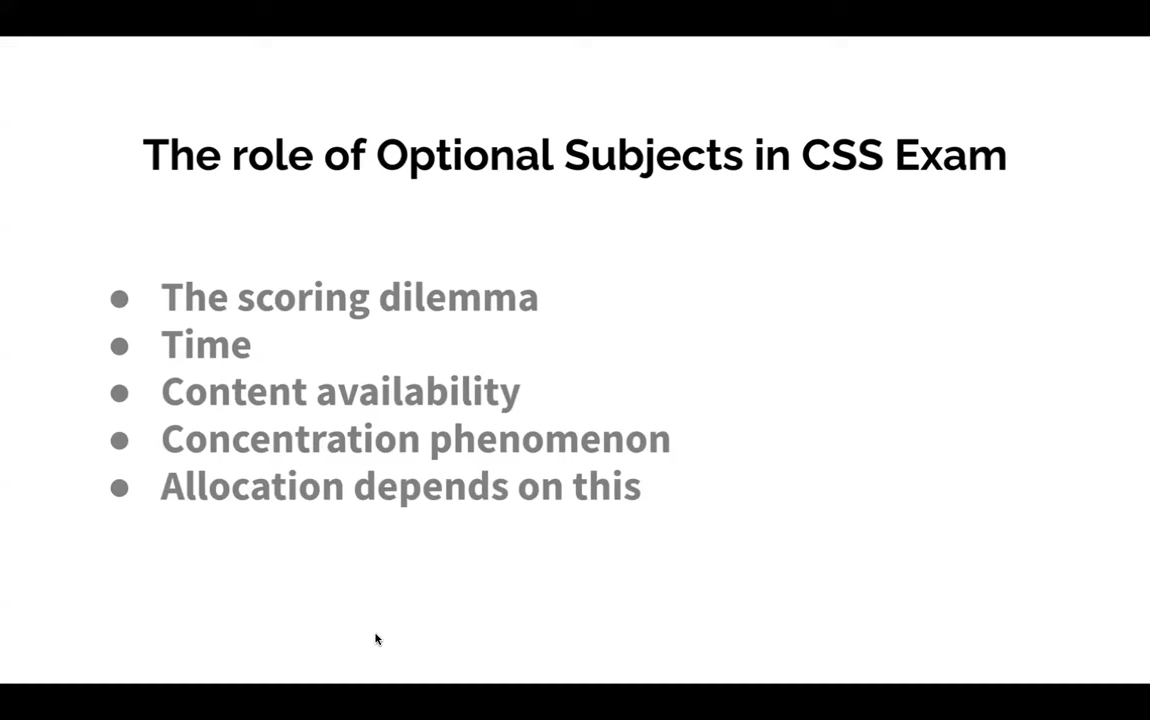 The role of Optional Subjects in CSS Exam
● The scoring dilemma
● Time
● Content availability
● Concentration phenomenon
● Allocation depends on this